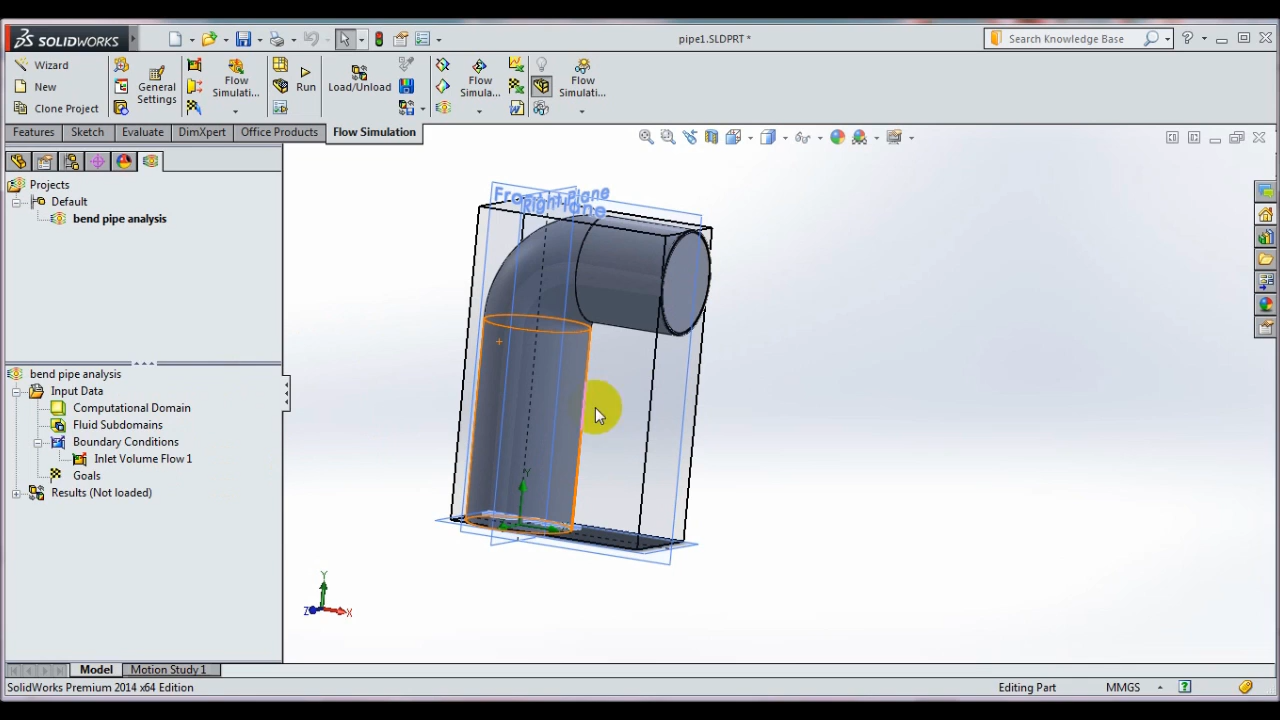 SOLIDWORKS
pipe1.SLDPRT *
Search Knowledge Base
Wizard
New
Clone Project
General Settings
Flow Simulati...
Run
Load/Unload
Flow Simula...
Flow Simulati...
Features
Sketch
Evaluate
DimXpert
Office Products
Flow Simulation
Projects
Default
bend pipe analysis
Right Plane
bend pipe analysis
Input Data
Computational Domain
Fluid Subdomains
Boundary Conditions
Inlet Volume Flow 1
Goals
Results (Not loaded)
Y
Y
Z
X
Model
Motion Study 1
SolidWorks Premium 2014 x64 Edition
Editing Part
MMGS